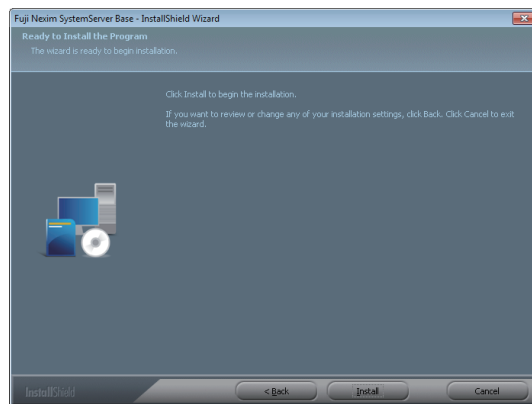 Fuji Nexim SystemServer Base - InstallShield Wizard
Ready to Install the Program
The wizard is ready to begin installation.
Click Install to begin the installation.
If you want to review or change any of your installation settings, click Back. Click Cancel to exit
the wizard.
InstallShield
< Back
Install
Cancel